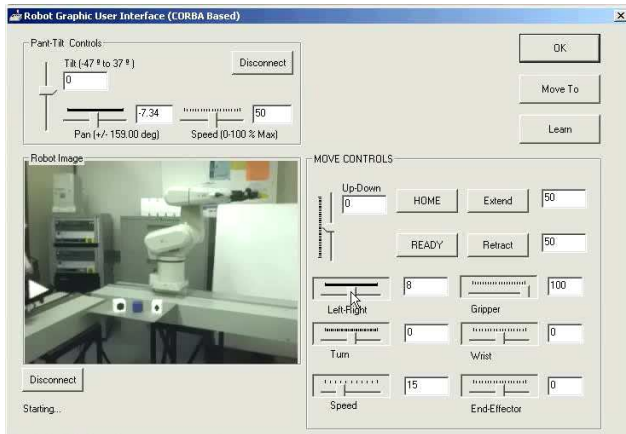 Robot Graphic User Interface (CORBA Based)
Pant-Tilt Controls
Tilt (-47 º to 37 º )
0
Disconnect
-7.34
50
Pan (+/- 159.00 deg)
Speed (0-100 % Max)
OK
Move To
Learn
Robot Image
MOVE CONTROLS
Up-Down
0
HOME
Extend
50
READY
Retract
50
8
100
Left-Right
Gripper
0
0
Turn
Wrist
15
0
Speed
End-Effector
Disconnect
Starting...